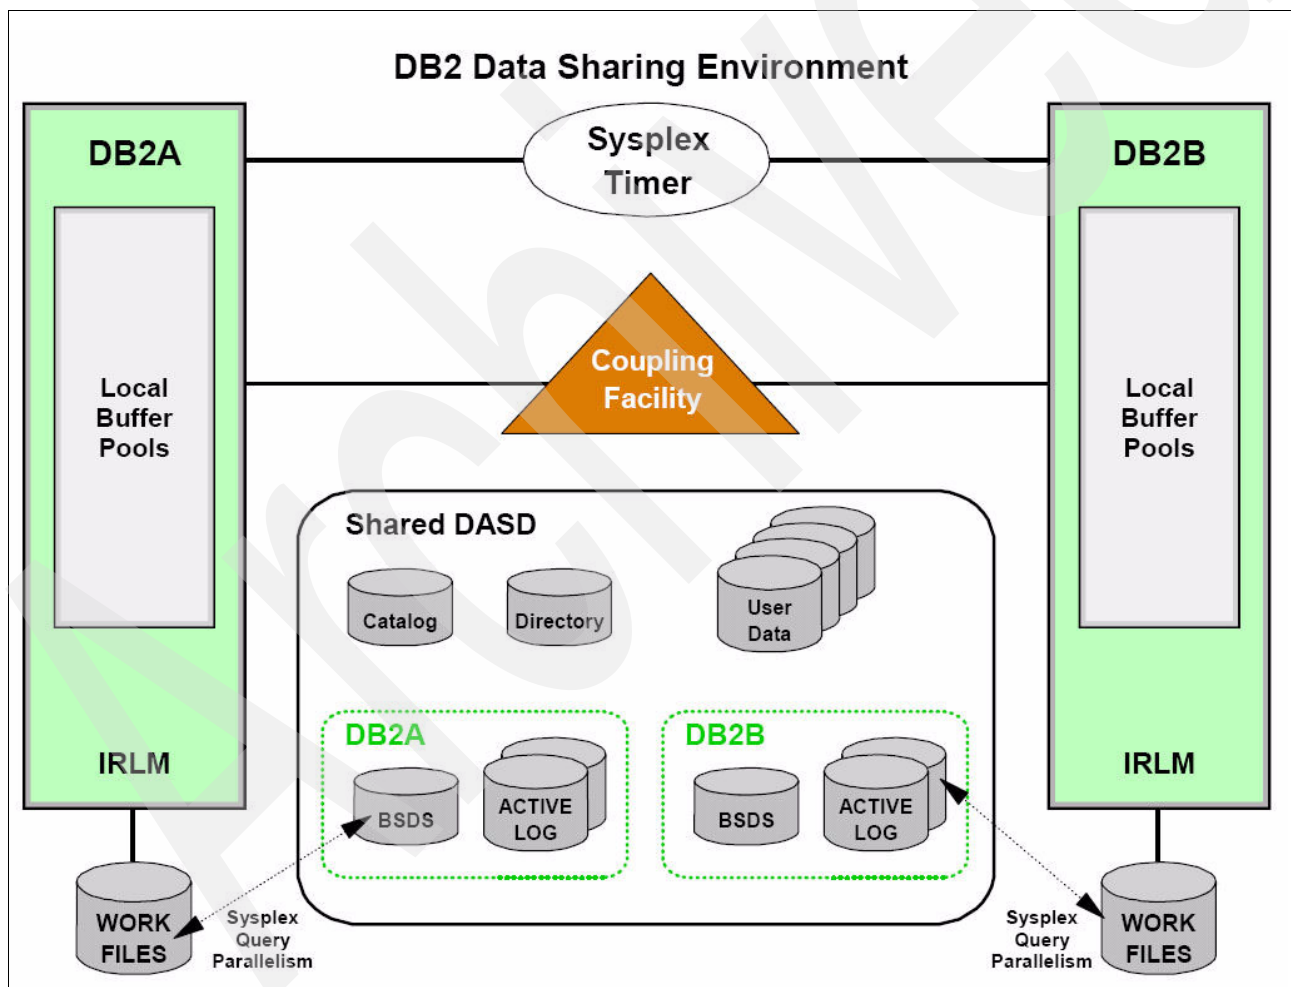 DB2 Data Sharing Environment
DB2A
Sysplex
Timer
DB2B
Local
Buffer
Pools
Coupling
Facility
Local
Buffer
Pools
Shared DASD
Catalog
Directory
User
Data
DB2A
BSDS
ACTIVE
LOG
DB2B
BSDS
ACTIVE
LOG
IRLM
IRLM
WORK
FILES
Sysplex
Query
Parallelism
Sysplex
Query
Parallelism
WORK
FILES